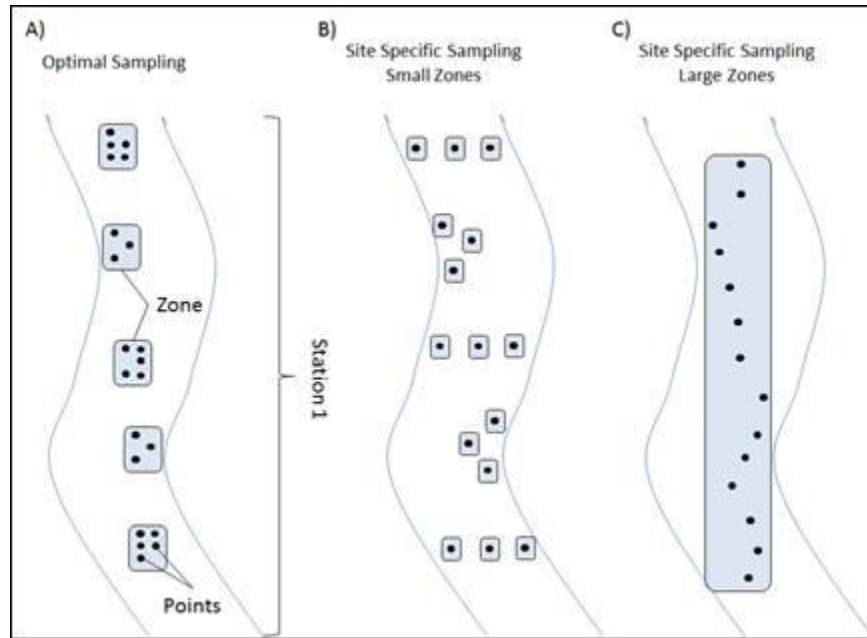 A)
Optimal Sampling
B)
Site Specific Sampling
Small Zones
C)
Site Specific Sampling
Large Zones
Zone
Station 1
Points